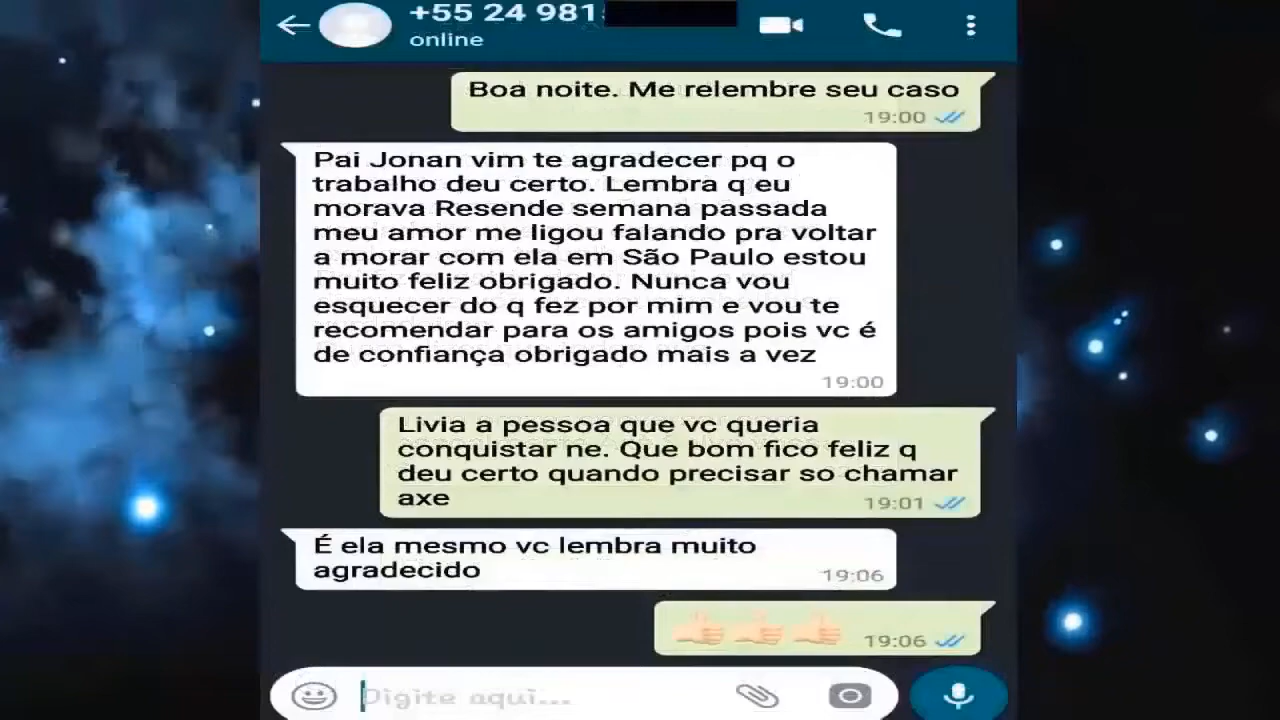 +55 24 981
online
Boa noite. Me relembre seu caso
19:00
Pai Jonan vim te agradecer pq o
trabalho deu certo. Lembra q eu
morava Resende semana passada
meu amor me ligou falando pra voltar
a morar com ela em São Paulo estou
muito feliz obrigado. Nunca vou
esquecer do q fez por mim e vou te
recomendar para os amigos pois vc é
de confiança obrigado mais a vez
19:00
Livia a pessoa que vc queria
conquistar ne. Que bom fico feliz q
deu certo quando precisar so chamar
axe
19:01
É ela mesmo vc lembra muito
agradecido
19:06
19:06
Digite aqui...